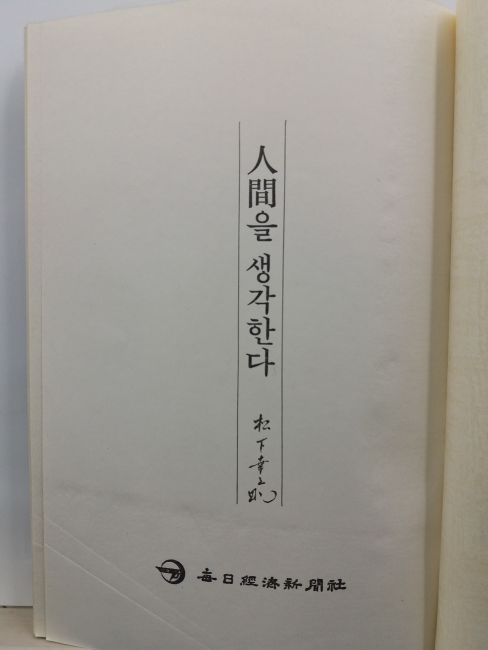 人間을 생각한다
松下幸之助
每日經濟新聞社